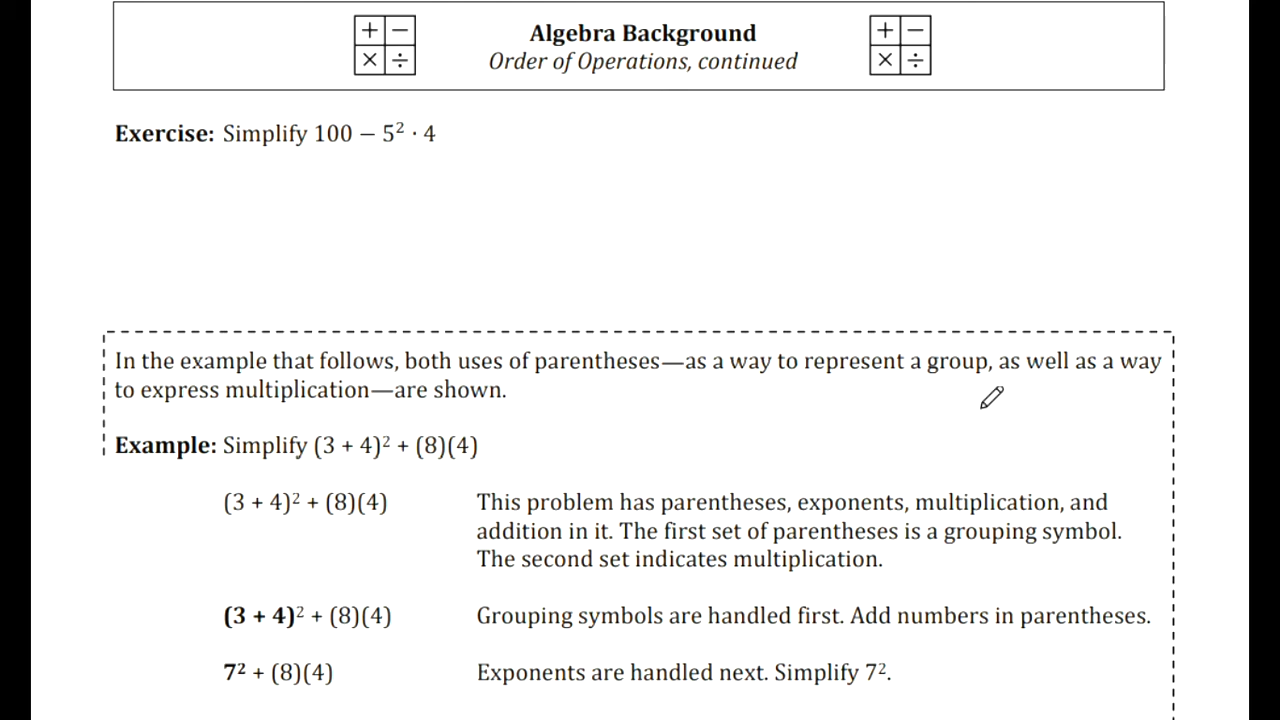 + − Algebra Background + −
× ÷ Order of Operations, continued × ÷
Exercise: Simplify 100 − 5² · 4
In the example that follows, both uses of parentheses—as a way to represent a group, as well as a way
to express multiplication—are shown.
Example: Simplify (3 + 4)² + (8)(4)
(3 + 4)² + (8)(4) This problem has parentheses, exponents, multiplication, and
addition in it. The first set of parentheses is a grouping symbol.
The second set indicates multiplication.
(3 + 4)² + (8)(4) Grouping symbols are handled first. Add numbers in parentheses.
7² + (8)(4) Exponents are handled next. Simplify 7².